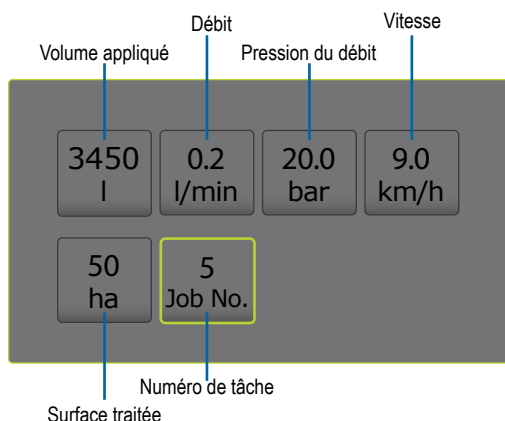 Débit
Vitesse
Volume appliqué
Pression du débit
3450
l
0.2
l/min
20.0
bar
9.0
km/h
50
ha
5
Job No.
Numéro de tâche
Surface traitée